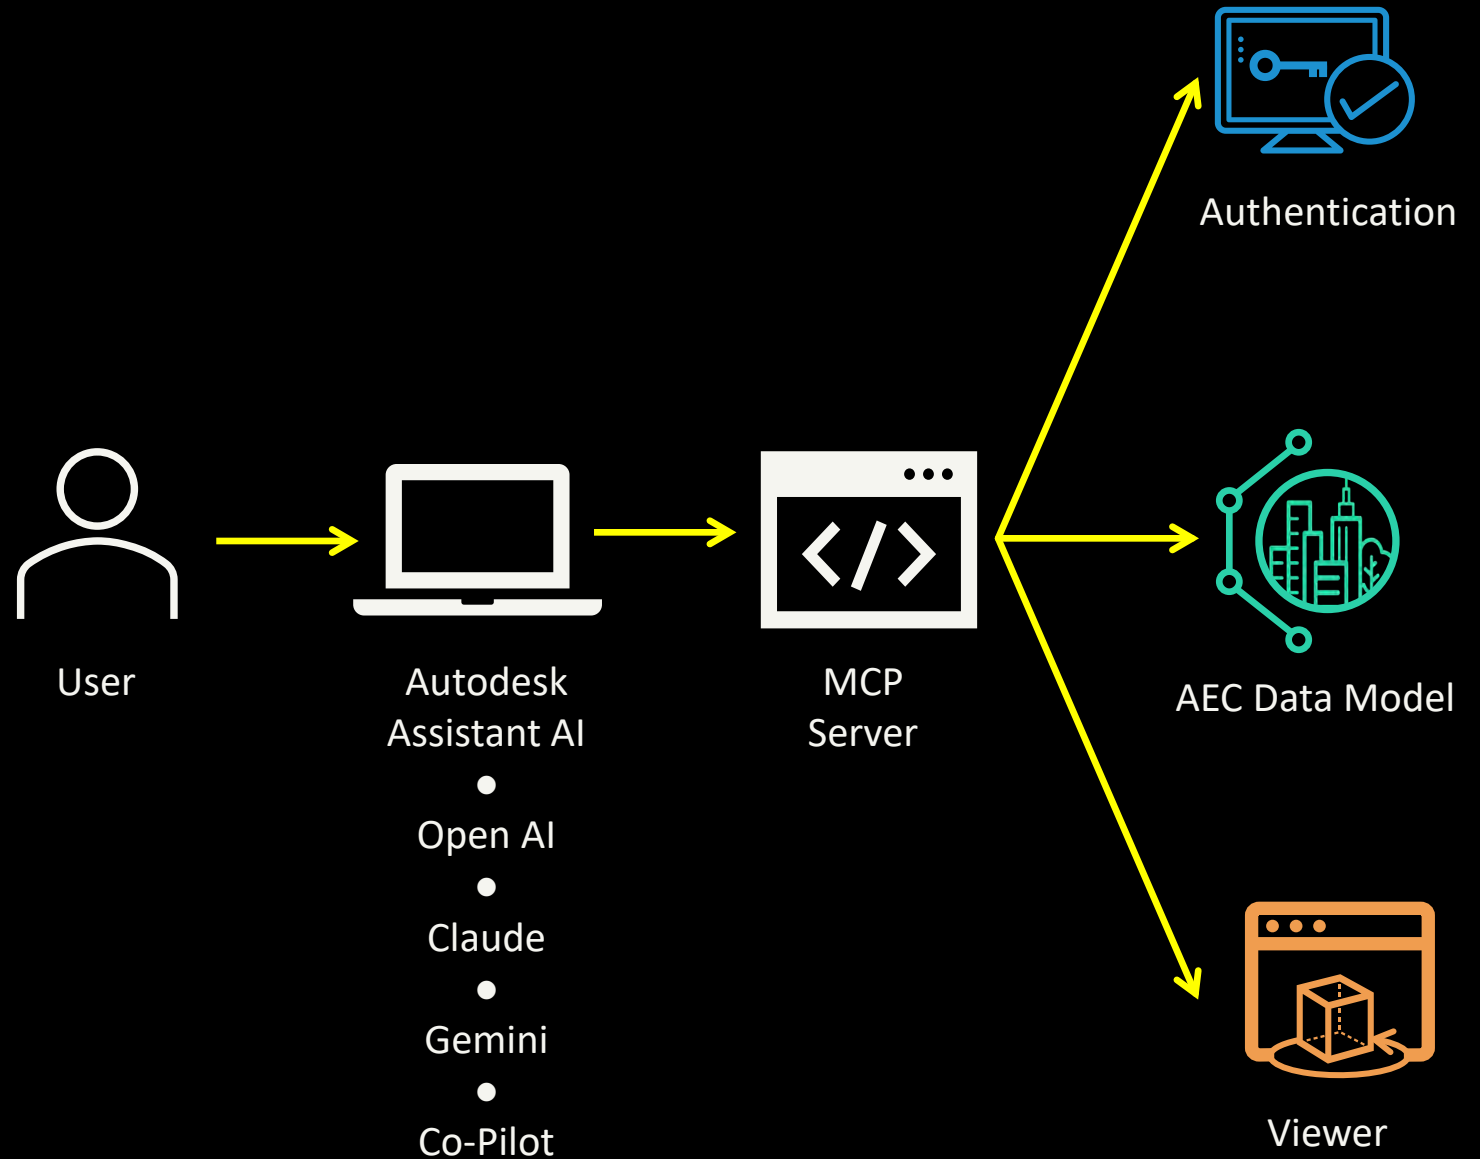 Authentication
User
Autodesk
Assistant AI
•
Open AI
•
Claude
•
Gemini
•
Co-Pilot
MCP
Server
</>
AEC Data Model
Viewer